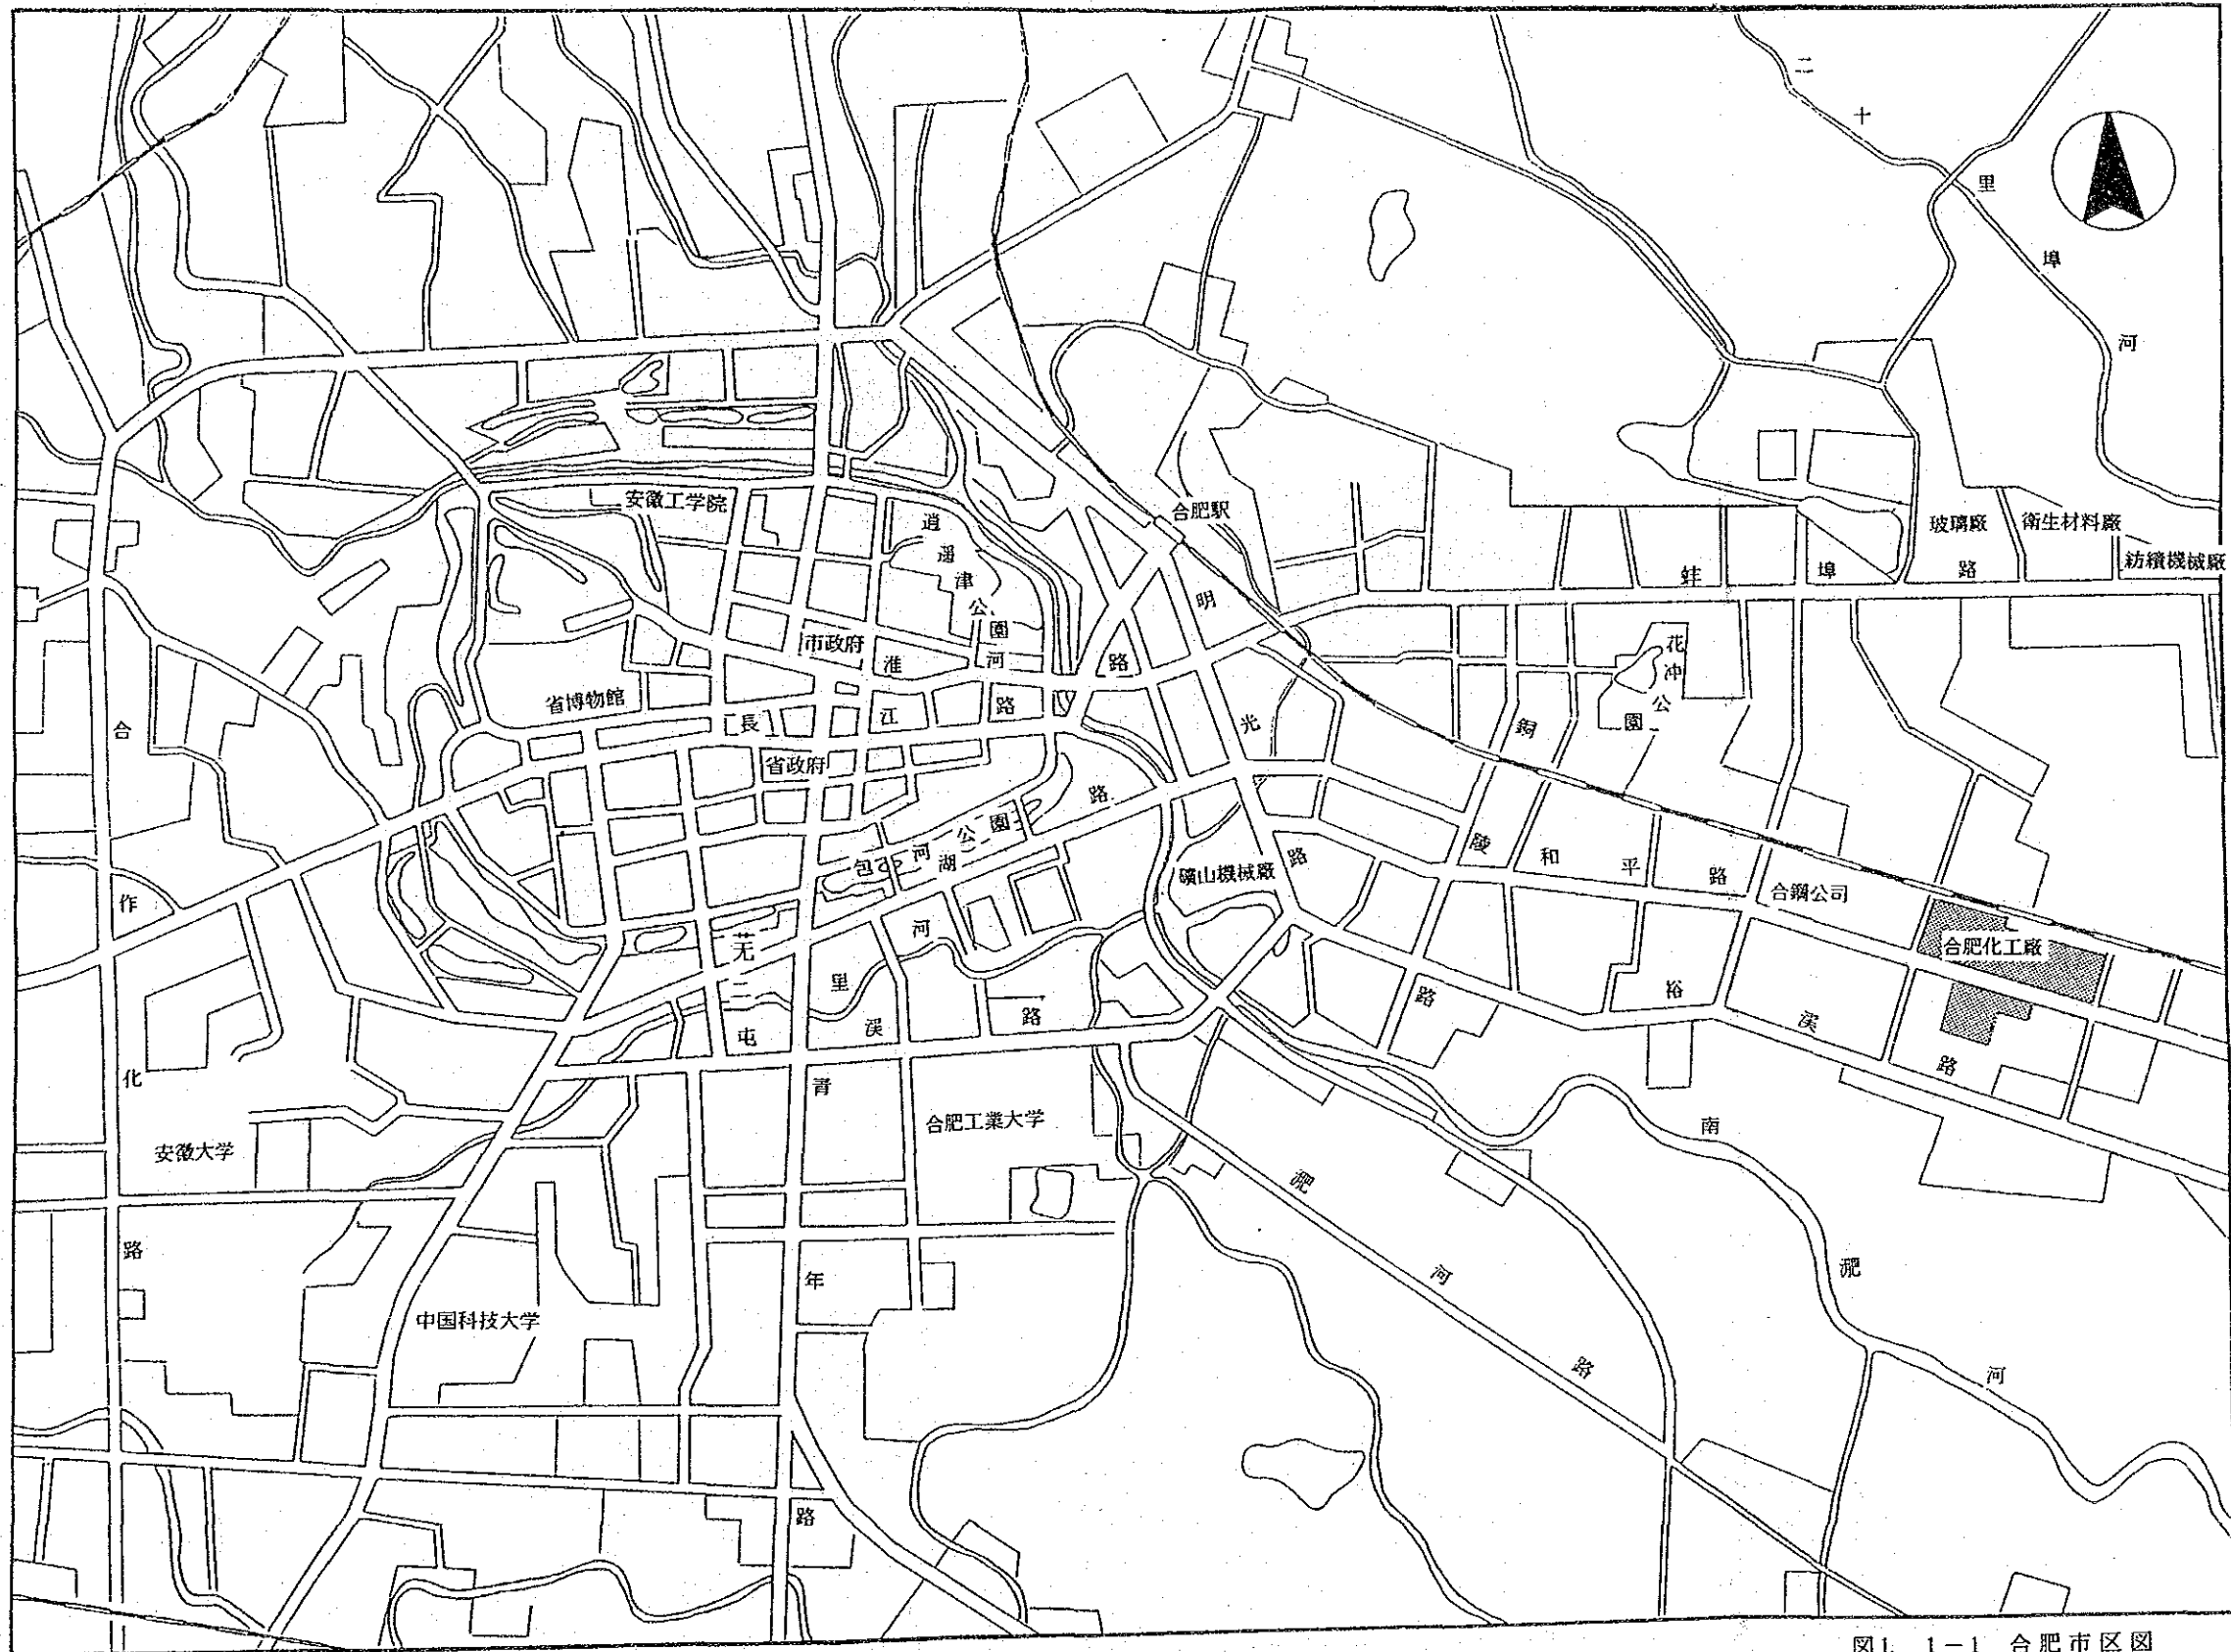 二十里埠河
安徽工学院
逍遥津公園
合肥駅
玻璃廠
衛生材料廠
紡績機械廠
蚌埠路
明光路
市政府
淮河路
花冲公園
省博物館
長江路
省政府
銅陵路
合作化路
包河公園
芜湖路
礦山機械廠
和平路
合鋼公司
合肥化工廠
二里河
屯溪路
裕溪路
青年路
合肥工業大学
安徽大学
南淝河
淝河路
中国科技大学
図1. 1-1 合肥市区図